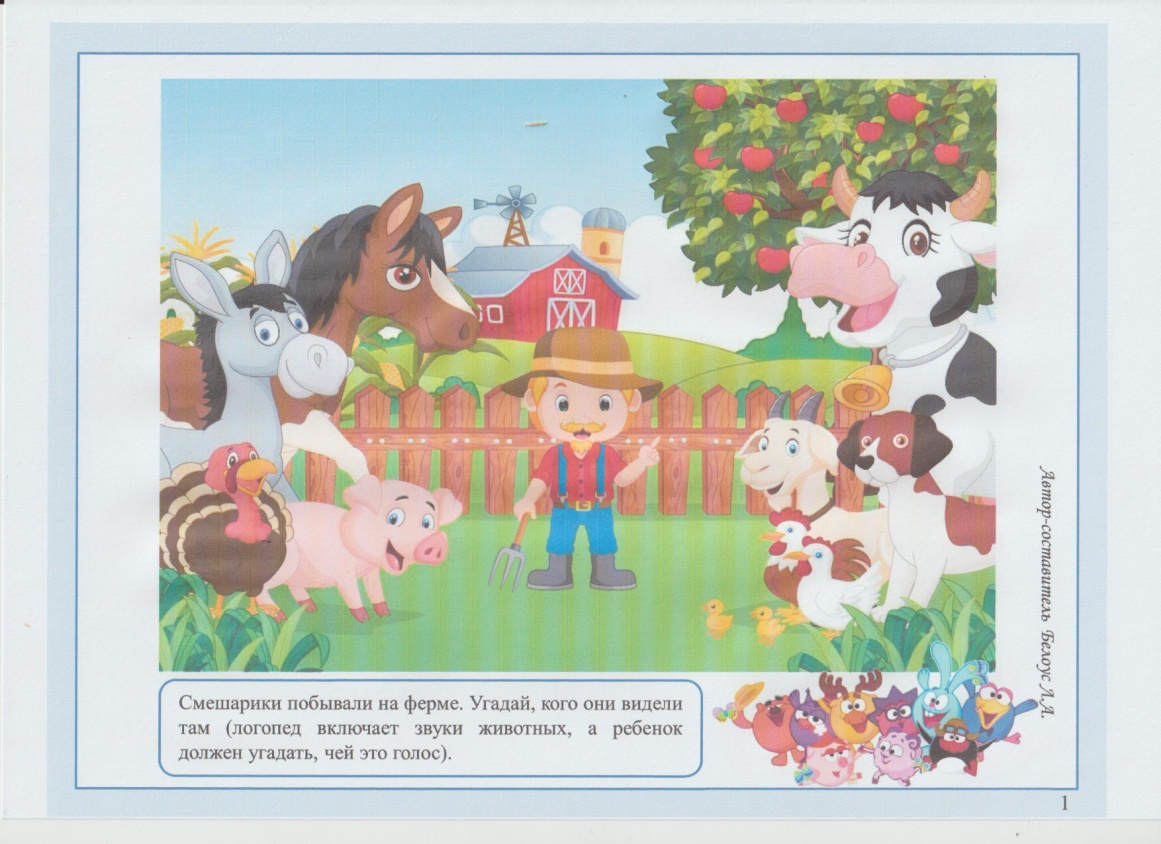 Смешарики побывали на ферме. Угадай, кого они видели
там (логопед включает звуки животных, а ребенок
должен угадать, чей это голос).
Автор-составитель Белоус Л.А.
1